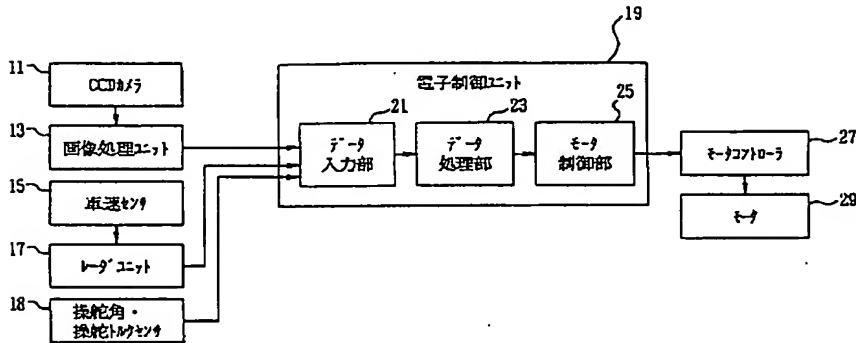 19
11
CCDカメラ
電子制御ユニット
21
23
25
13
画像処理ユニット
データ
入力部
データ
処理部
モータ
制御部
モータコントローラ
27
15
車速センサ
モータ
29
17
レーダユニット
18
操舵角・
操舵トルクセンサ